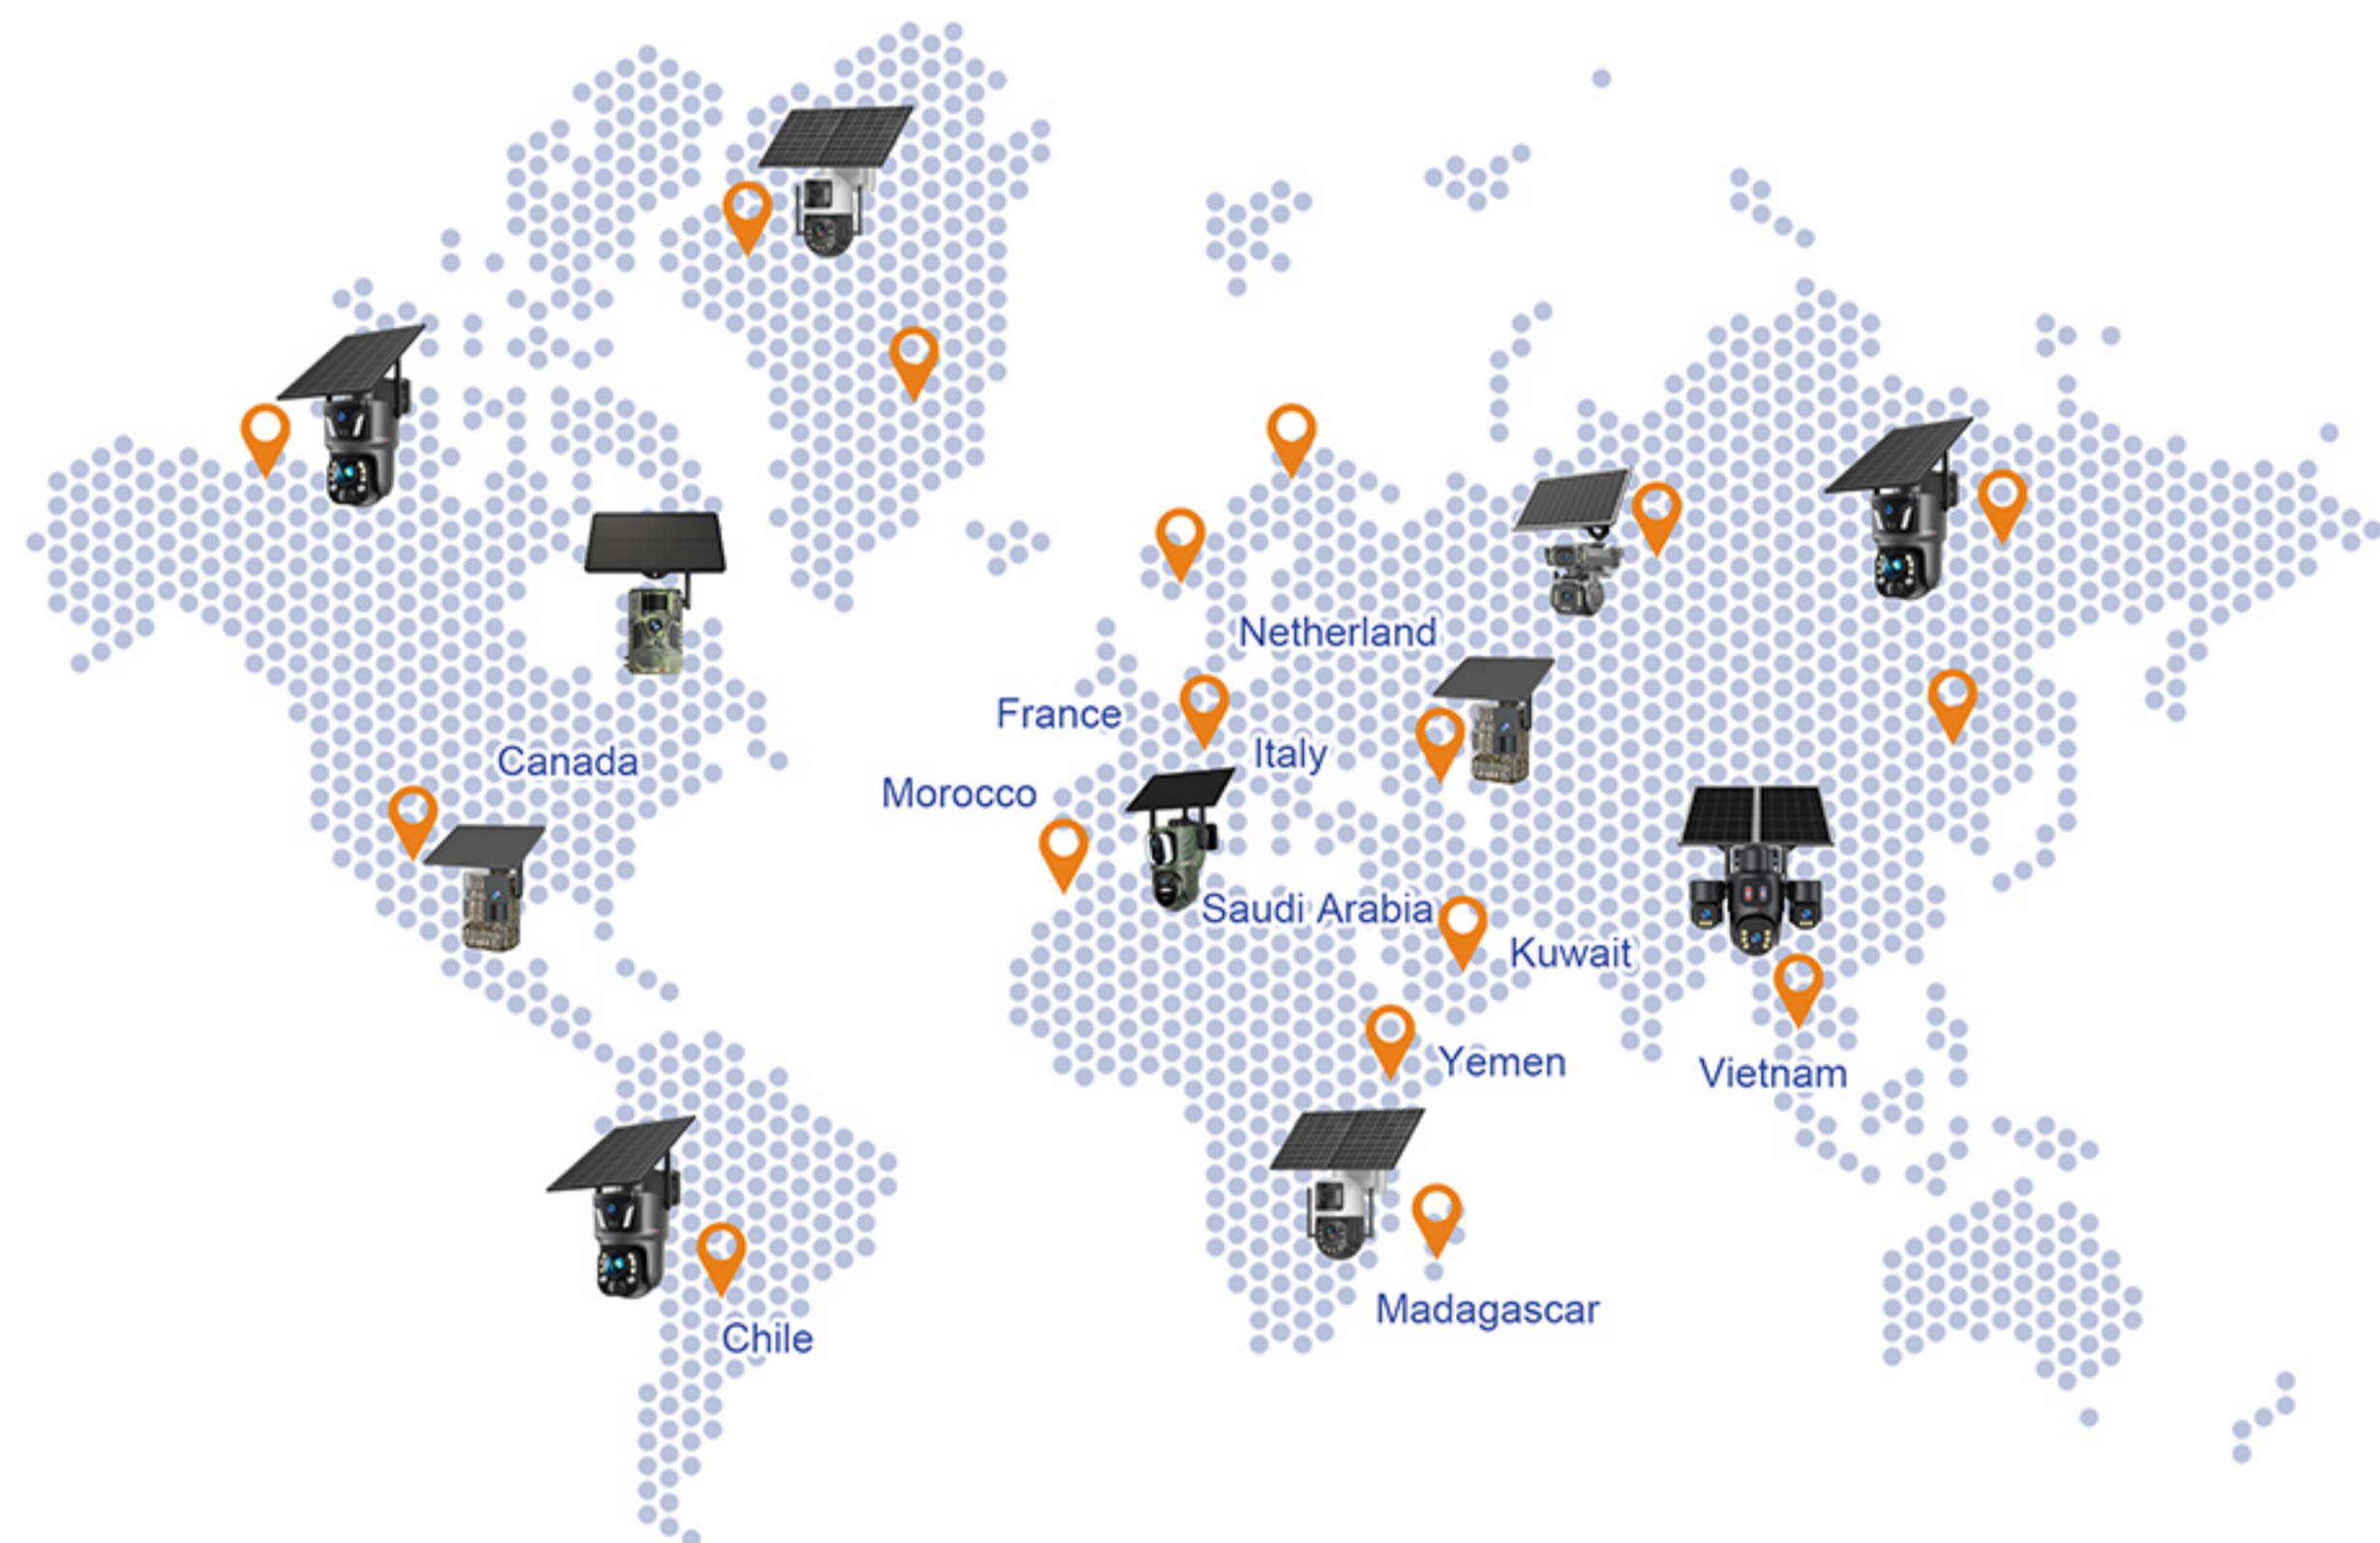 Netherland
France
Italy
Canada
Morocco
Saudi Arabia
Kuwait
Yemen
Vietnam
Madagascar
Chile